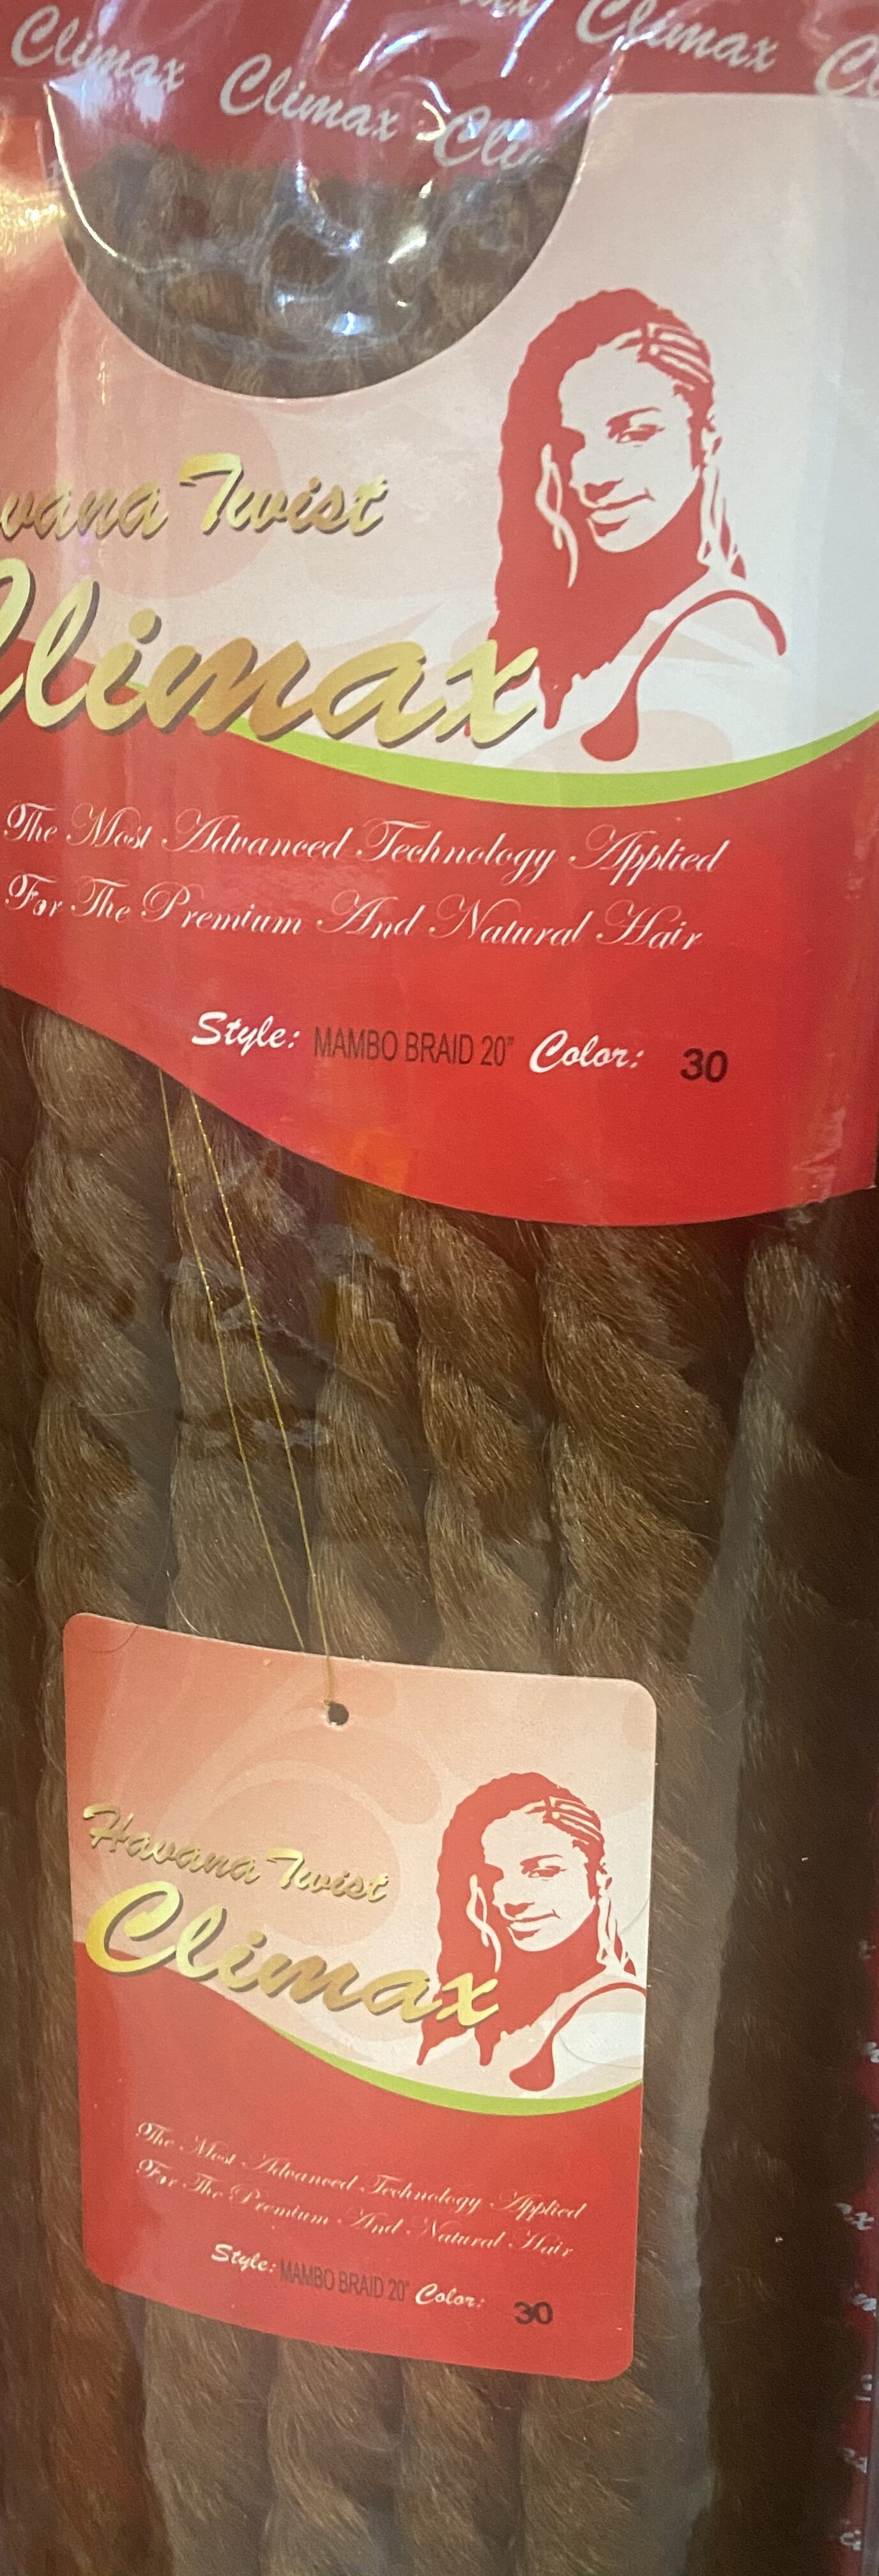 Climax
Climax Climax
Havana Twist
Climax
The Most Advanced Technology Applied
For The Premium And Natural Hair
Style: MAMBO BRAID 20" Color: 30
Havana Twist
Climax
The Most Advanced Technology Applied
For The Premium And Natural Hair
Style: MAMBO BRAID 20" Color: 30